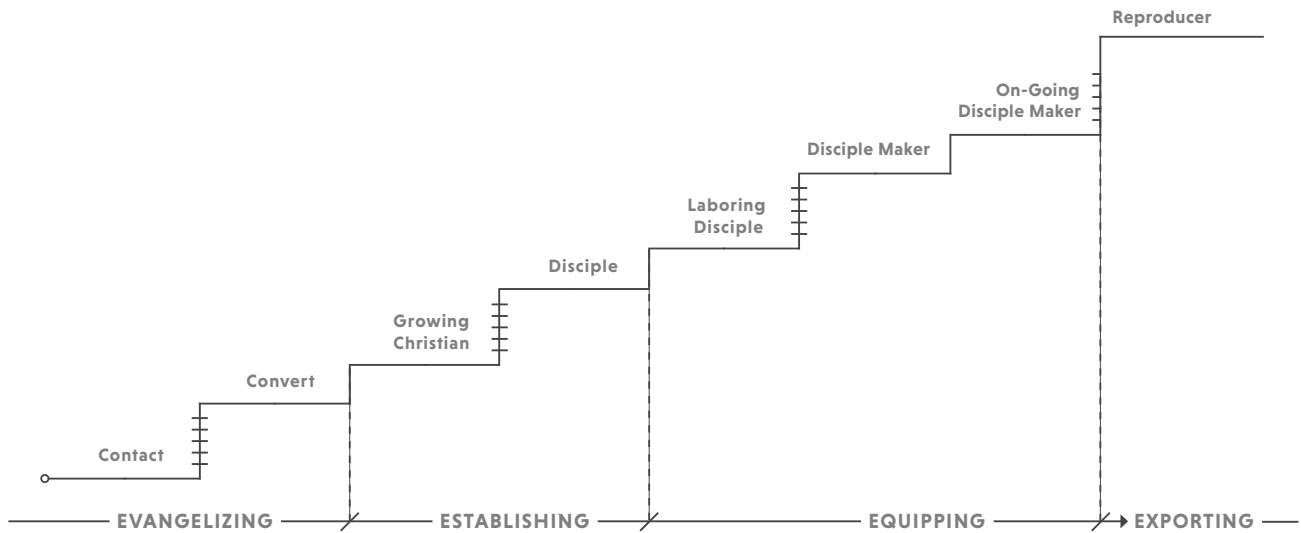 Reproducer
On-Going
Disciple Maker
Disciple Maker
Laboring
Disciple
Disciple
Growing
Christian
Convert
Contact
EVANGELIZING
ESTABLISHING
EQUIPPING
EXPORTING